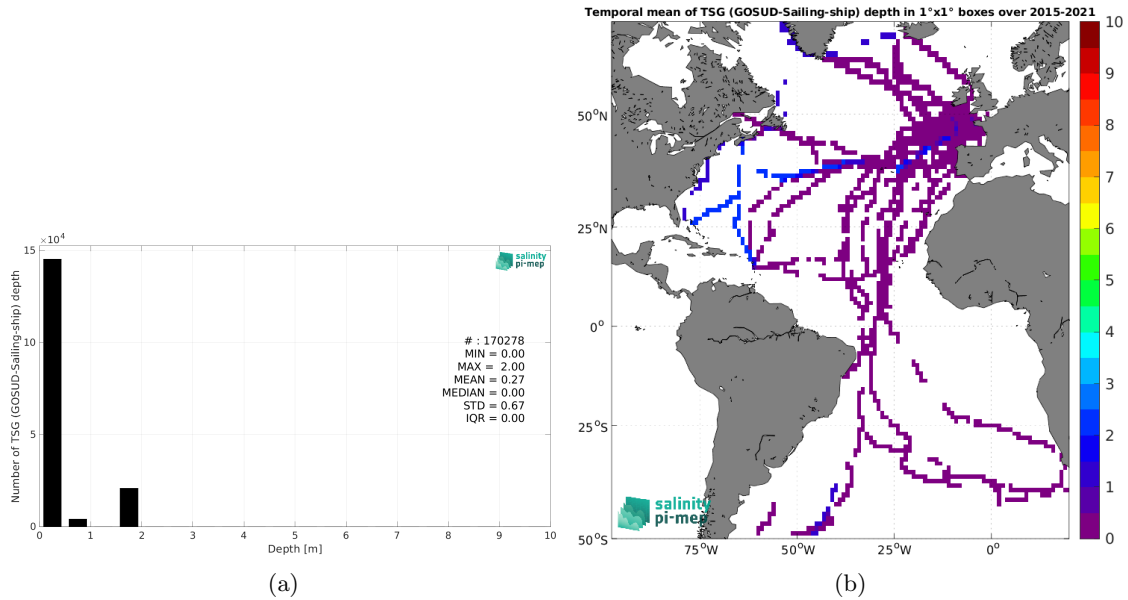 ×10^4
15
10
5
0
Number of TSG (GOSUD-Sailing-ship) depth
0 1 2 3 4 5 6 7 8 9 10
Depth [m]
salinity
pi-mep
# : 170278
MIN = 0.00
MAX = 2.00
MEAN = 0.27
MEDIAN = 0.00
STD = 0.67
IQR = 0.00
(a)
Temporal mean of TSG (GOSUD-Sailing-ship) depth in 1°x1° boxes over 2015-2021
50°N
25°N
0°
25°S
50°S
75°W 50°W 25°W 0°
salinity
pi-mep
10
9
8
7
6
5
4
3
2
1
0
(b)